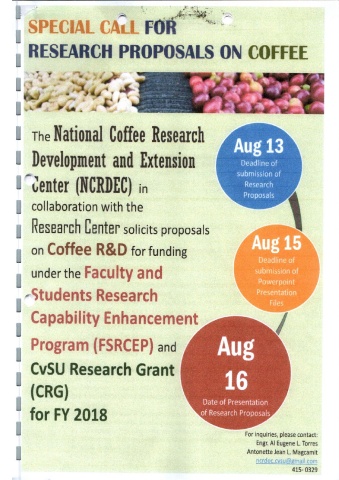 SPECIAL CALL FOR
RESEARCH PROPOSALS ON COFFEE
The National Coffee Research
Development and Extension
Center (NCRDEC) in
collaboration with the
Research Center solicits proposals
on Coffee R&D for funding
under the Faculty and
Students Research
Capability Enhancement
Program (FSRCEP) and
CvSU Research Grant
(CRG)
for FY 2018
Aug 13
Deadline of
submission of
Research
Proposals
Aug 15
Deadline of
submission of
Powerpoint
Presentation
Files
Aug
16
Date of Presentation
of Research Proposals
For inquiries, please contact:
Engr. Al Eugene L. Torres
Antonette Jean L. Magcamit
ncrdec.cvsu@gmail.com
415- 0329